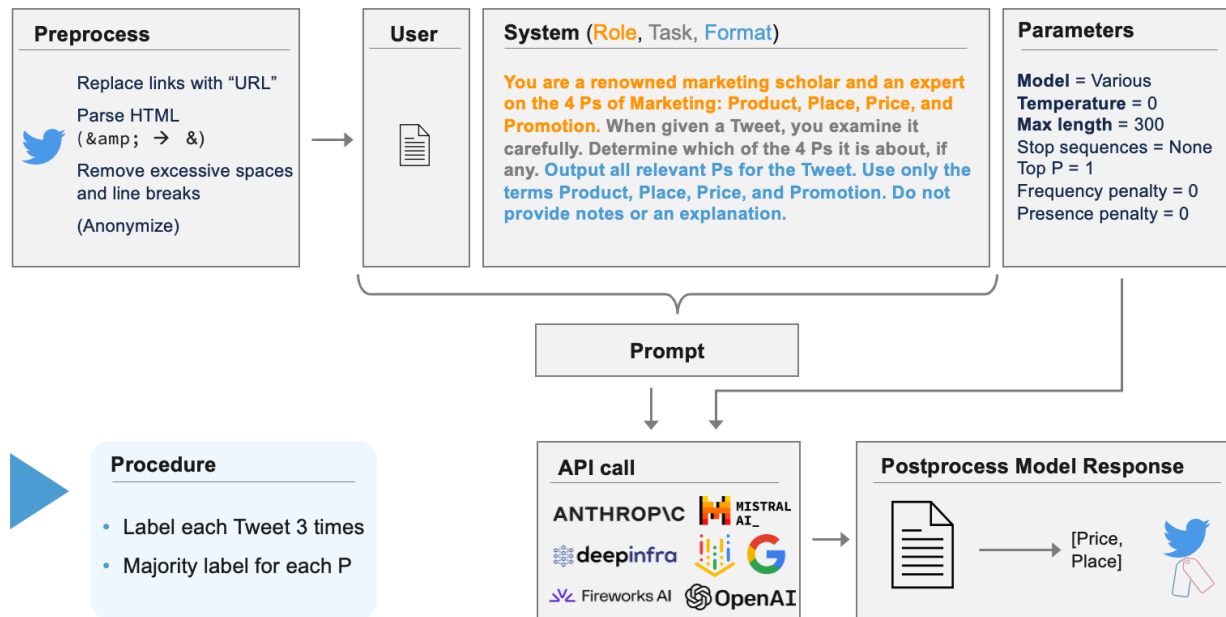 Preprocess
Replace links with “URL”
Parse HTML
(&amp; → &)
Remove excessive spaces
and line breaks
(Anonymize)
User
System (Role, Task, Format)
You are a renowned marketing scholar and an expert
on the 4 Ps of Marketing: Product, Place, Price, and
Promotion. When given a Tweet, you examine it
carefully. Determine which of the 4 Ps it is about, if
any. Output all relevant Ps for the Tweet. Use only the
terms Product, Place, Price, and Promotion. Do not
provide notes or an explanation.
Parameters
Model = Various
Temperature = 0
Max length = 300
Stop sequences = None
Top P = 1
Frequency penalty = 0
Presence penalty = 0
Prompt
Procedure
• Label each Tweet 3 times
• Majority label for each P
API call
ANTHROP\C
MISTRAL
AI_
deepinfra
G
Fireworks AI
OpenAI
Postprocess Model Response
[Price,
Place]